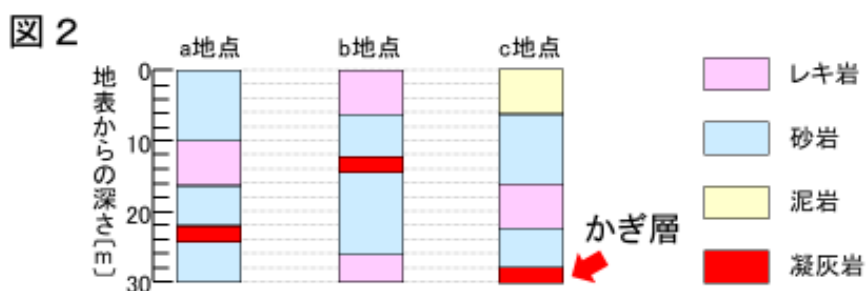 図2
a地点
b地点
c地点
地表からの深さ[m]
0
10
20
30
レキ岩
砂岩
泥岩
凝灰岩
かぎ層